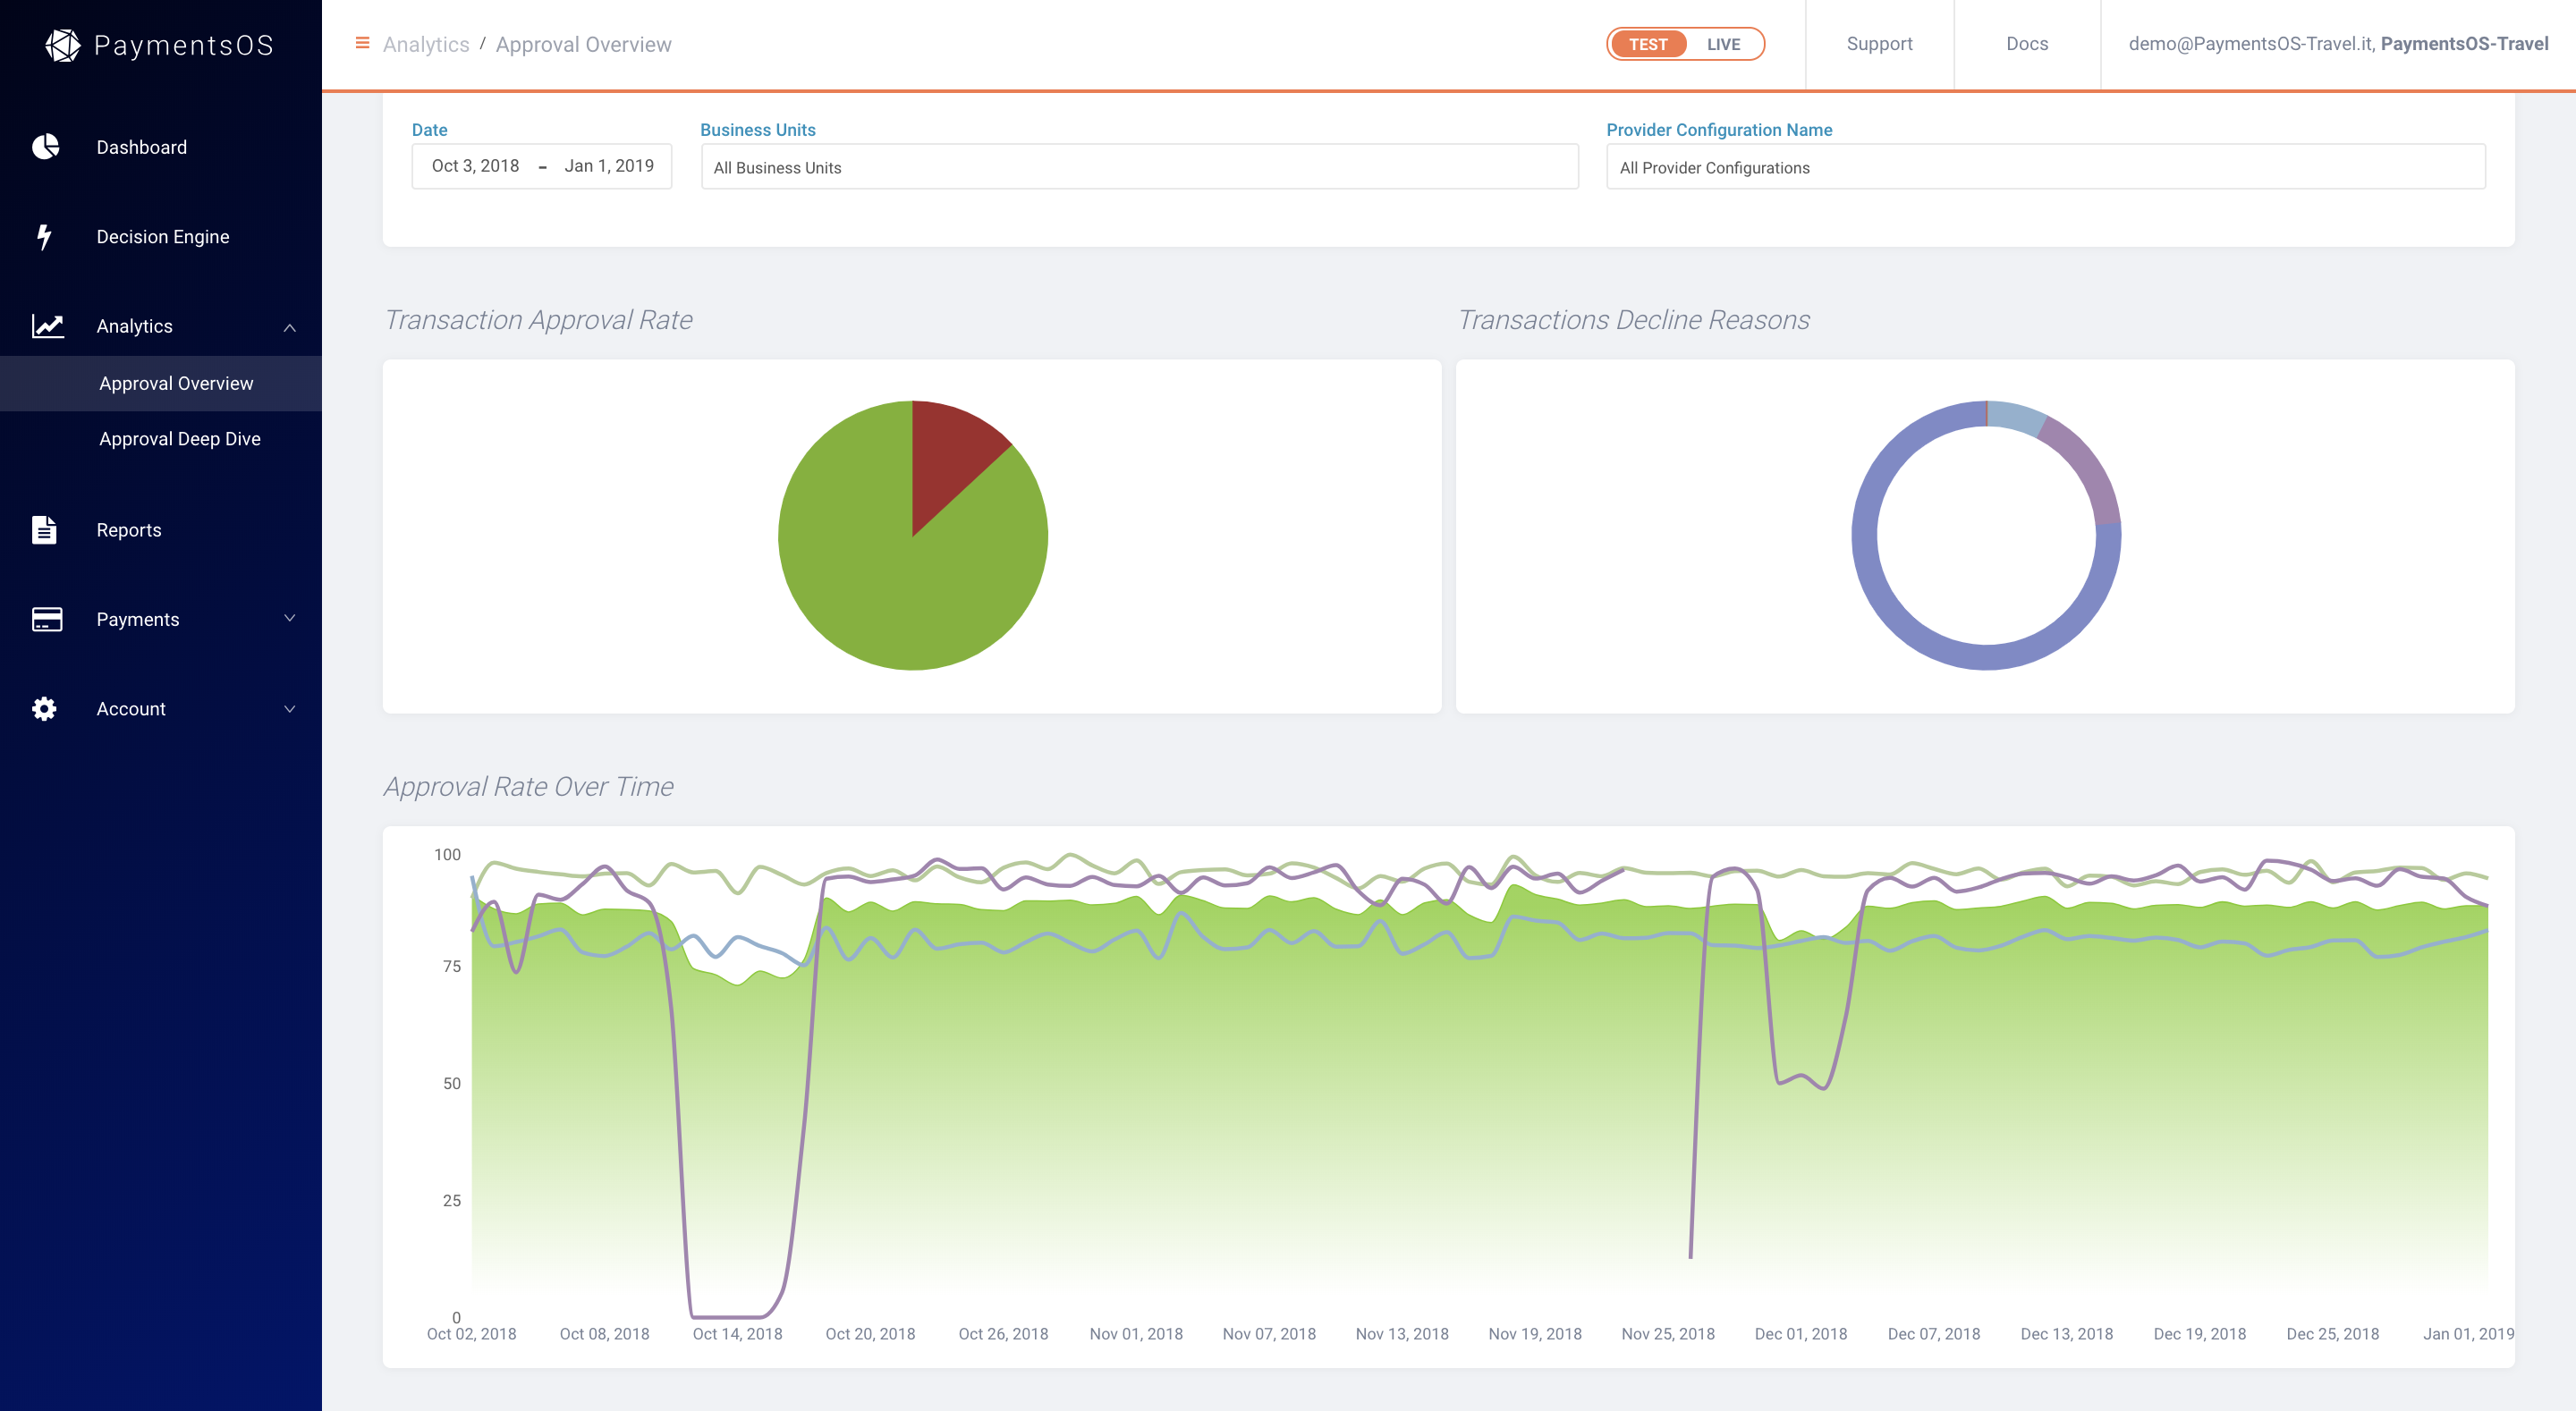 PaymentsOS
Analytics / Approval Overview
TEST LIVE
Support
Docs
demo@PaymentsOS-Travel.it, PaymentsOS-Travel
Dashboard
Decision Engine
Analytics
Approval Overview
Approval Deep Dive
Reports
Payments
Account
Date
Oct 3, 2018 – Jan 1, 2019
Business Units
All Business Units
Provider Configuration Name
All Provider Configurations
Transaction Approval Rate
Transactions Decline Reasons
Approval Rate Over Time
100
75
50
25
0
Oct 02, 2018 Oct 08, 2018 Oct 14, 2018 Oct 20, 2018 Oct 26, 2018 Nov 01, 2018 Nov 07, 2018 Nov 13, 2018 Nov 19, 2018 Nov 25, 2018 Dec 01, 2018 Dec 07, 2018 Dec 13, 2018 Dec 19, 2018 Dec 25, 2018 Jan 01, 2019